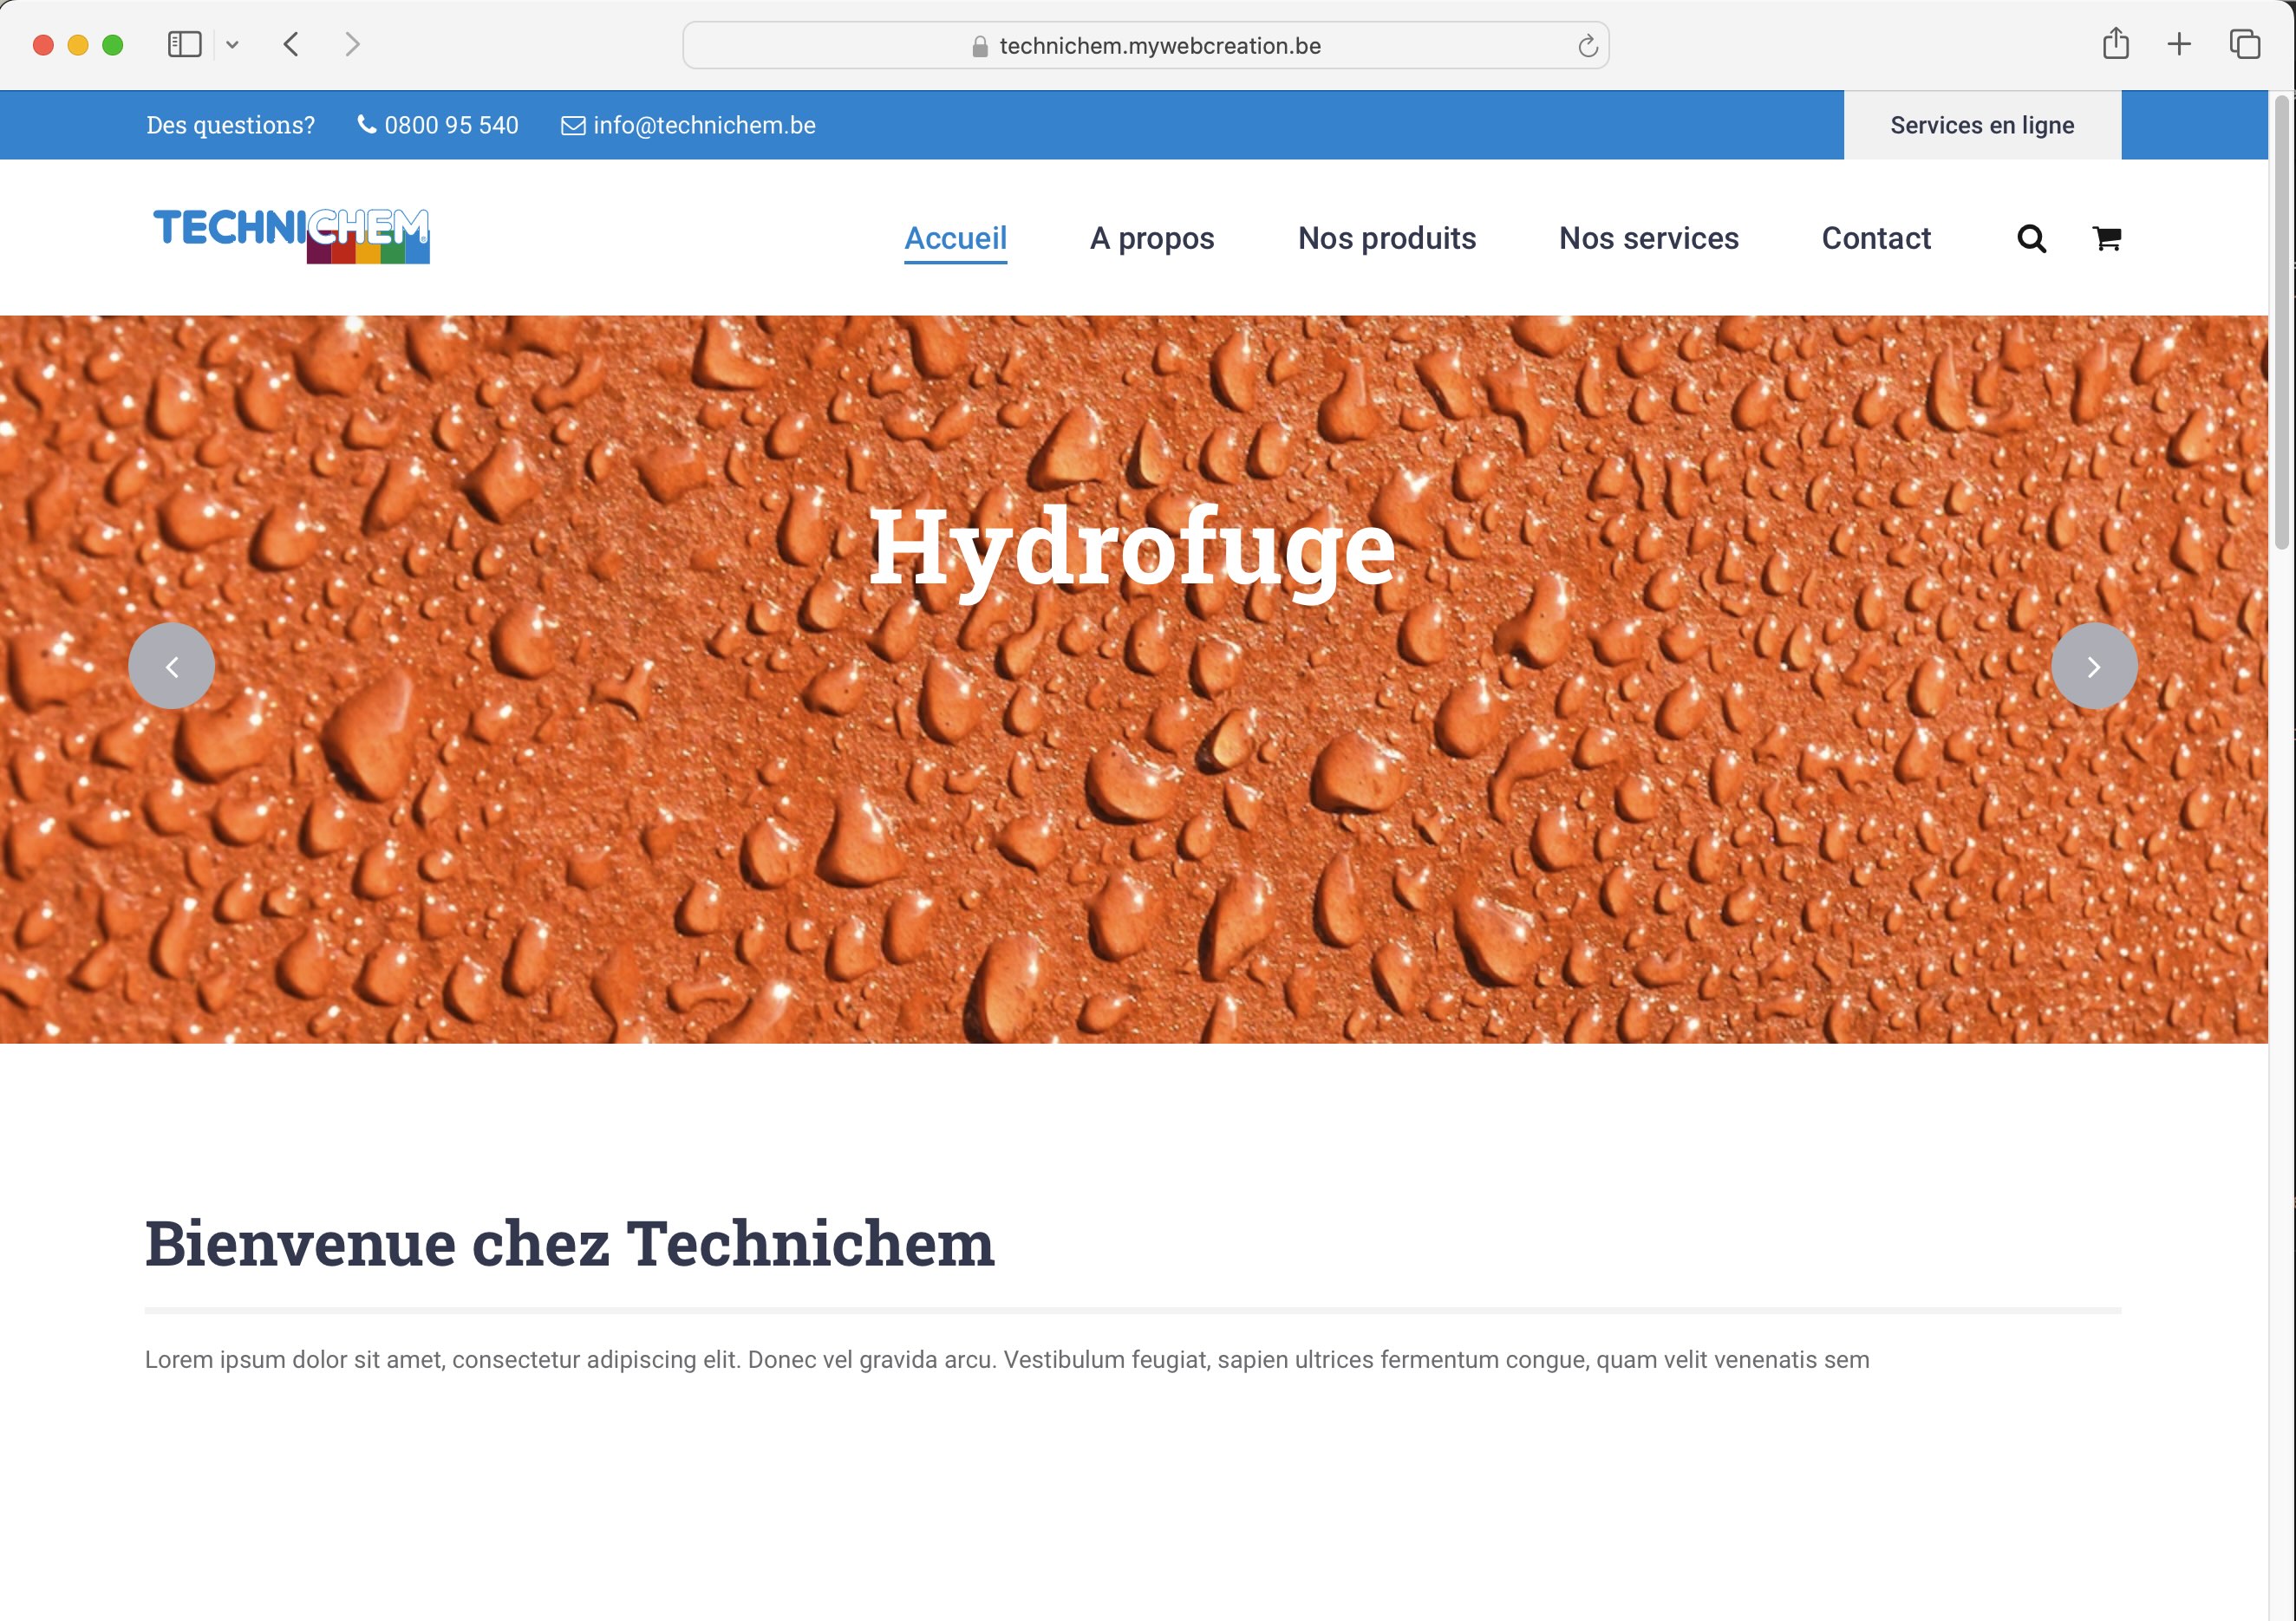 technichem.mywebcreation.be
Des questions? 0800 95 540 info@technichem.be Services en ligne
TECHNICHEM
Accueil A propos Nos produits Nos services Contact
Hydrofuge
Bienvenue chez Technichem
Lorem ipsum dolor sit amet, consectetur adipiscing elit. Donec vel gravida arcu. Vestibulum feugiat, sapien ultrices fermentum congue, quam velit venenatis sem